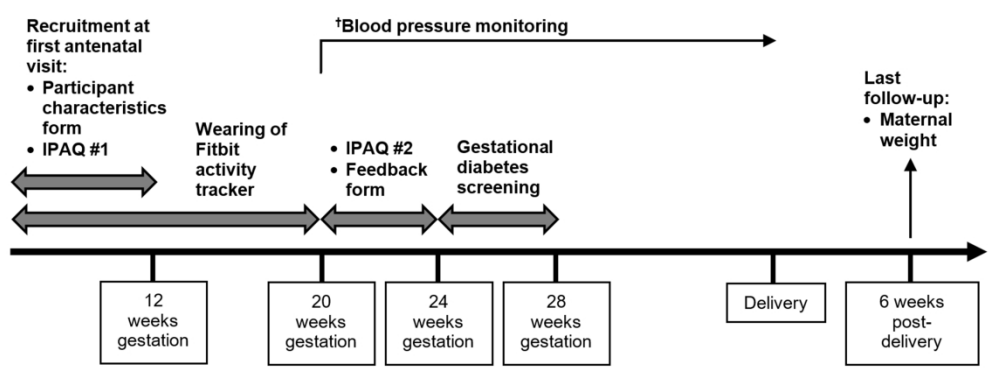 Recruitment at
first antenatal
visit:
• Participant
characteristics
form
• IPAQ #1
Wearing of
Fitbit
activity
tracker
†Blood pressure monitoring
• IPAQ #2
• Feedback
form
Gestational
diabetes
screening
Last
follow-up:
• Maternal
weight
12
weeks
gestation
20
weeks
gestation
24
weeks
gestation
28
weeks
gestation
Delivery
6 weeks
post-
delivery